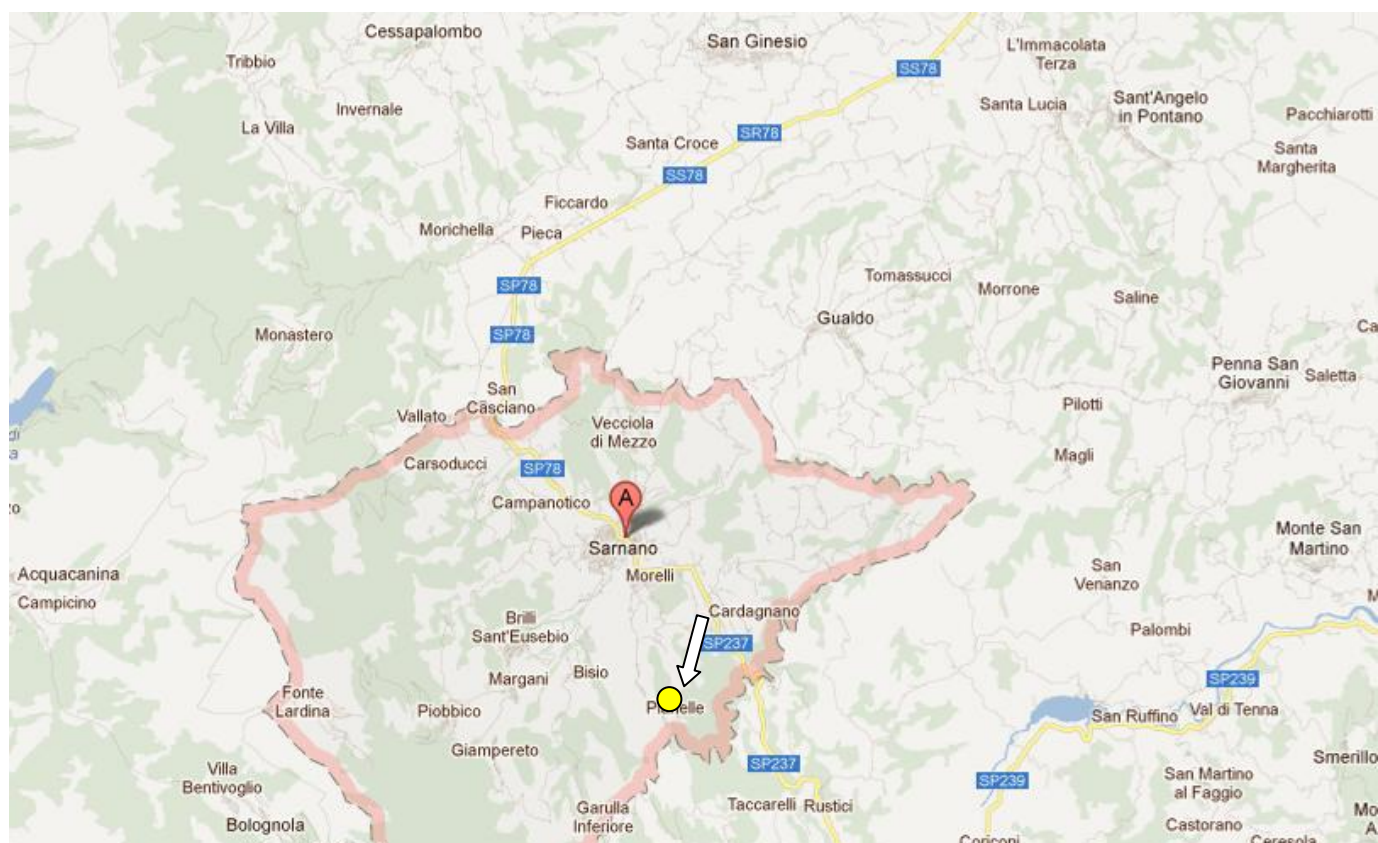 Cessapalombo
San Ginesio
L'Immacolata
Terza
Tribbio
SS78
Sant'Angelo
in Pontano
Santa Lucia
Invernale
Pacchiarotti
La Villa
SR78
Santa Croce
Santa
Margherita
SS78
Ficcardo
Morichella
Pieca
Tomassucci
Morrone
Saline
SP78
Gualdo
Monastero
SP78
Ca
Penna San
Giovanni
Saletta
San
Casciano
Vallato
Pilotti
Vecciola
di Mezzo
di
a
Carsoducci
SP78
Magli
Campanotico
A
zo
Monte San
Martino
Sarnano
San
Venanzo
Acquacanina
Morelli
Campicino
M
Cardagnano
Brilli
Sant'Eusebio
Palombi
SP237
Bisio
Margani
SP239
Fonte
Lardina
Piobbico
Val di Tenna
San Ruffino
Giampereto
Smerillo
Villa
Bentivoglio
SP237
San Martino
al Faggio
SP239
Garulla
Inferiore
Taccarelli
Rustici
Mo
A
Bolognola
Castorano